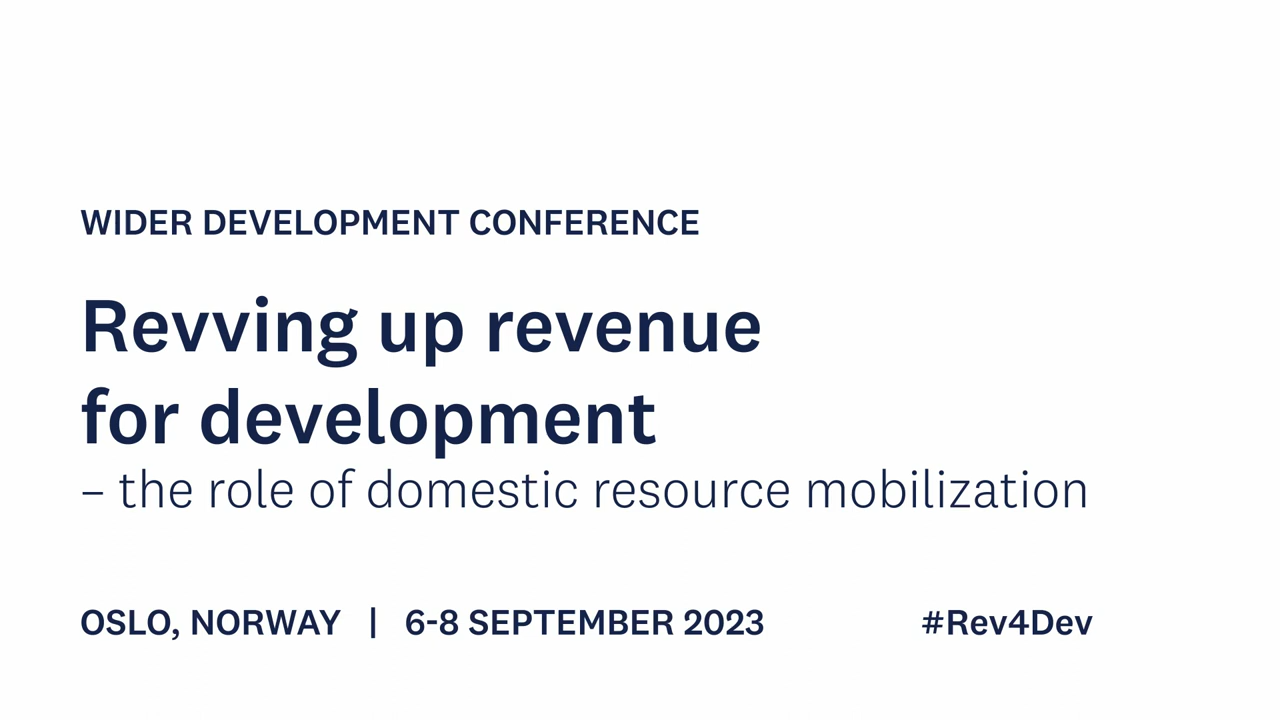 WIDER DEVELOPMENT CONFERENCE
Revving up revenue
for development
– the role of domestic resource mobilization
OSLO, NORWAY | 6-8 SEPTEMBER 2023 #Rev4Dev